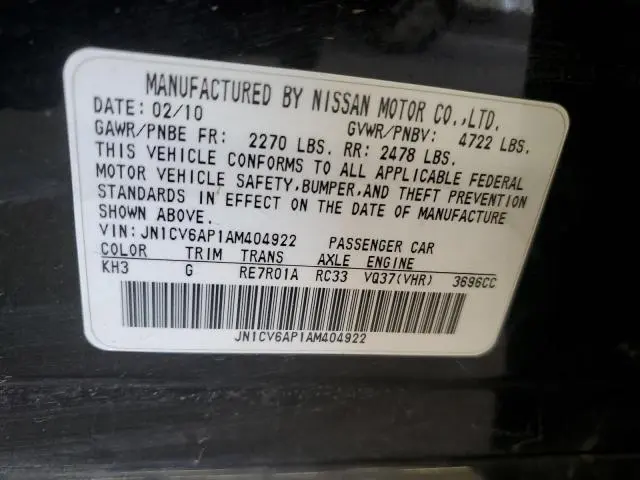 MANUFACTURED BY NISSAN MOTOR CO.,LTD.
DATE: 02/10 GVWR/PNBV: 4722 LBS.
GAWR/PNBE FR: 2270 LBS. RR: 2478 LBS.
THIS VEHICLE CONFORMS TO ALL APPLICABLE FEDERAL
MOTOR VEHICLE SAFETY,BUMPER,AND THEFT PREVENTION
STANDARDS IN EFFECT ON THE DATE OF MANUFACTURE
SHOWN ABOVE.
VIN:JN1CV6AP1AM404922 PASSENGER CAR
COLOR TRIM TRANS AXLE ENGINE
KH3 G RE7R01A RC33 VQ37(VHR) 3696CC
JN1CV6AP1AM404922